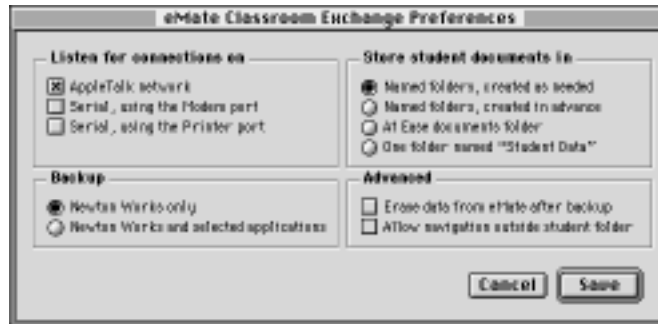 eMate Classroom Exchange Preferences
Listen for connections on
AppleTalk network
Serial, using the Modem port
Serial, using the Printer port
Store student documents in
Named folders, created as needed
Named folders, created in advance
At Ease documents folder
One folder named "Student Data"
Backup
Newton Works only
Newton Works and selected applications
Advanced
Erase data from eMate after backup
Allow navigation outside student folder
Cancel
Save